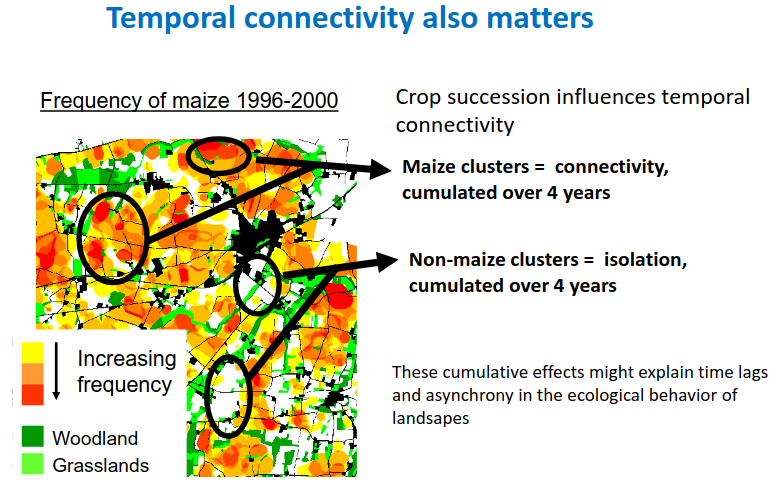 Temporal connectivity also matters
Frequency of maize 1996-2000
Crop succession influences temporal
connectivity
Maize clusters = connectivity,
cumulated over 4 years
Non-maize clusters = isolation,
cumulated over 4 years
Increasing
frequency
Woodland
Grasslands
These cumulative effects might explain time lags
and asynchrony in the ecological behavior of
landsapes